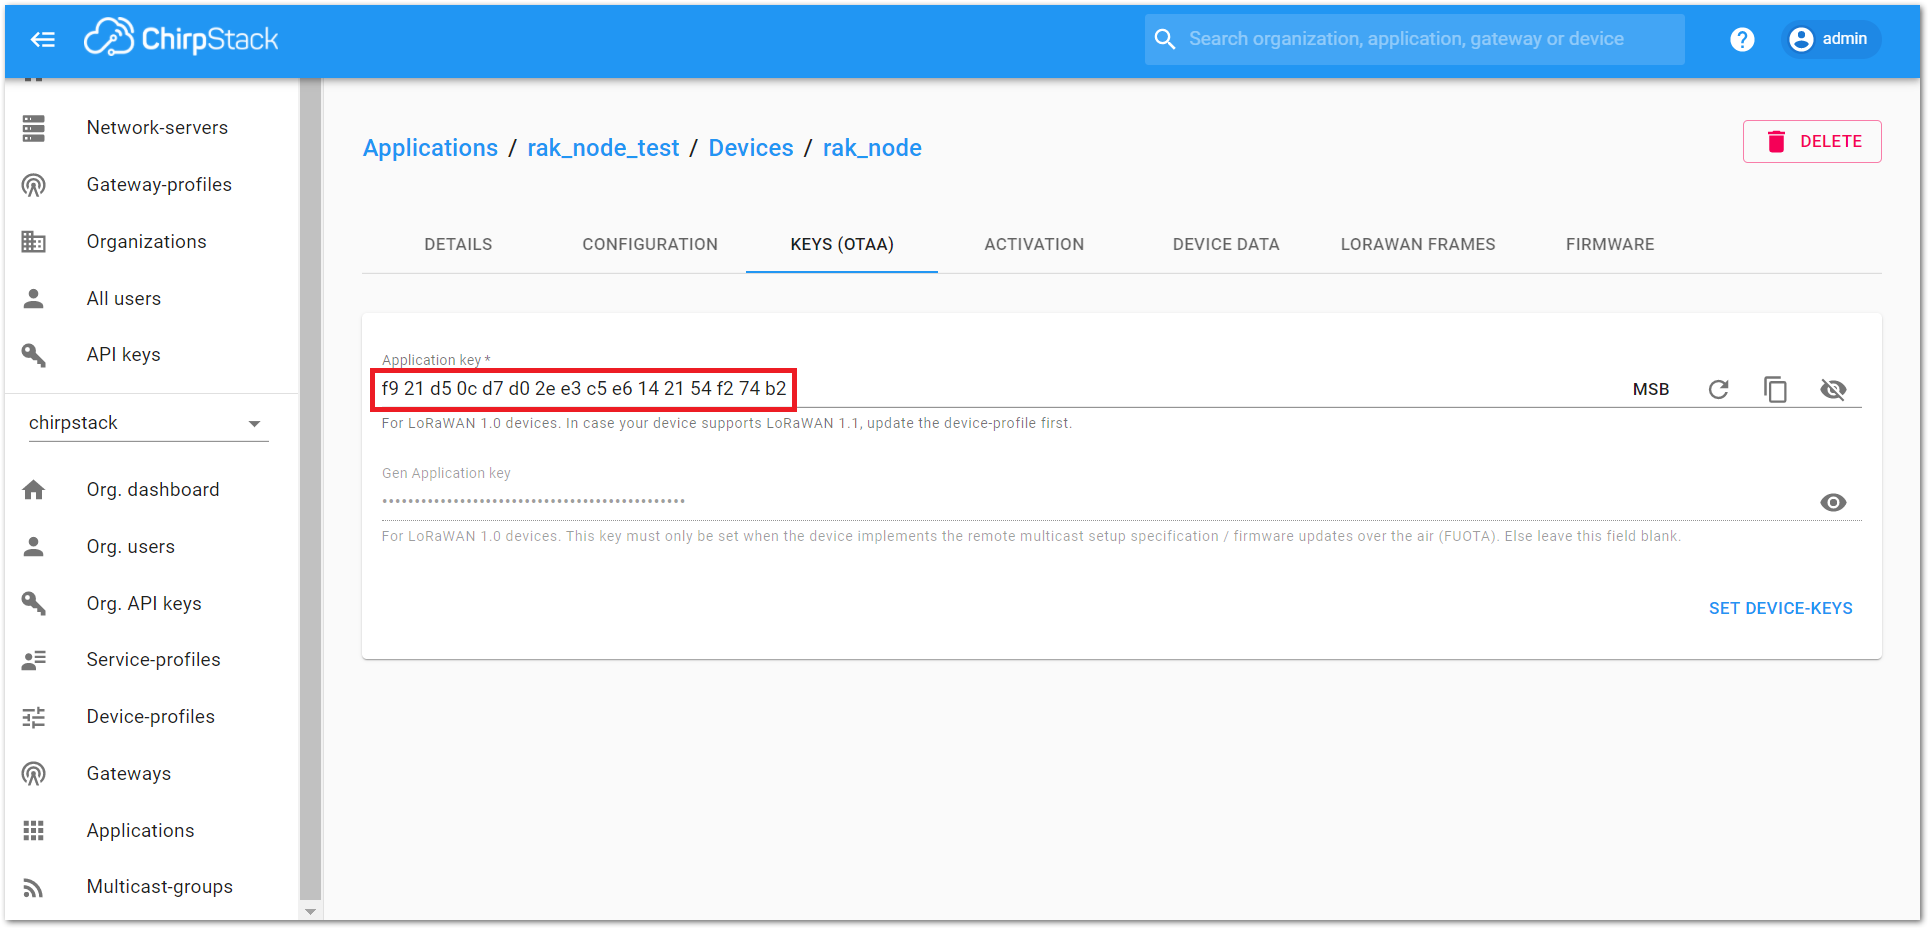 ChirpStack
Search organization, application, gateway or device
?
admin
Network-servers
Gateway-profiles
Organizations
All users
API keys
chirpstack
Org. dashboard
Org. users
Org. API keys
Service-profiles
Device-profiles
Gateways
Applications
Multicast-groups
Applications / rak_node_test / Devices / rak_node
DELETE
DETAILS CONFIGURATION KEYS (OTAA) ACTIVATION DEVICE DATA LORAWAN FRAMES FIRMWARE
Application key *
f9 21 d5 0c d7 d0 2e e3 c5 e6 14 21 54 f2 74 b2 MSB
For LoRaWAN 1.0 devices. In case your device supports LoRaWAN 1.1, update the device-profile first.
Gen Application key
•••••••••••••••••••••••••••••••••••••••••••••••
For LoRaWAN 1.0 devices. This key must only be set when the device implements the remote multicast setup specification / firmware updates over the air (FUOTA). Else leave this field blank.
SET DEVICE-KEYS